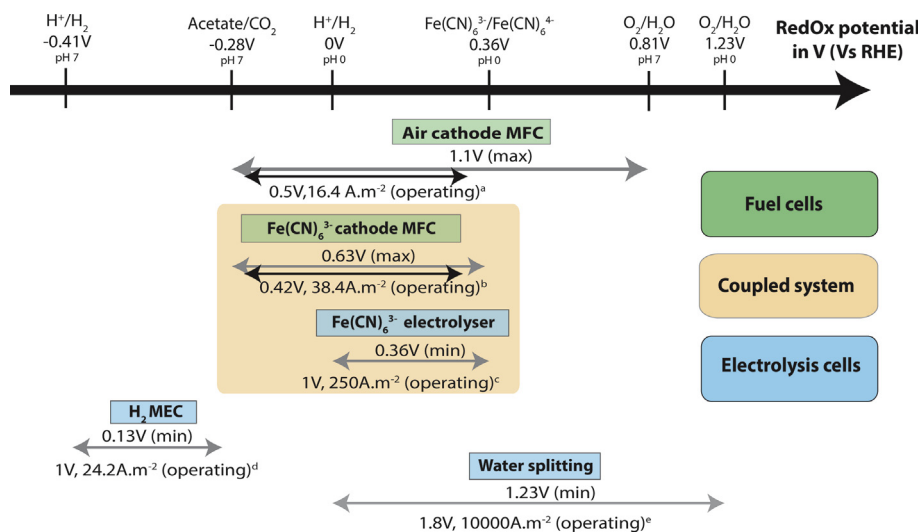 H⁺/H₂
-0.41V
pH 7
Acetate/CO₂
-0.28V
pH 7
H⁺/H₂
0V
pH 0
Fe(CN)₆³⁻/Fe(CN)₆⁴⁻
0.36V
pH 0
O₂/H₂O
0.81V
pH 7
O₂/H₂O
1.23V
pH 0
RedOx potential
in V (Vs RHE)
Air cathode MFC
1.1V (max)
0.5V,16.4 A.m⁻² (operating)ᵃ
Fe(CN)₆³⁻ cathode MFC
0.63V (max)
0.42V, 38.4A.m⁻² (operating)ᵇ
Fe(CN)₆³⁻ electrolyser
0.36V (min)
1V, 250A.m⁻² (operating)ᶜ
H₂ MEC
0.13V (min)
1V, 24.2A.m⁻² (operating)ᵈ
Water splitting
1.23V (min)
1.8V, 10000A.m⁻² (operating)ᵉ
Fuel cells
Coupled system
Electrolysis cells